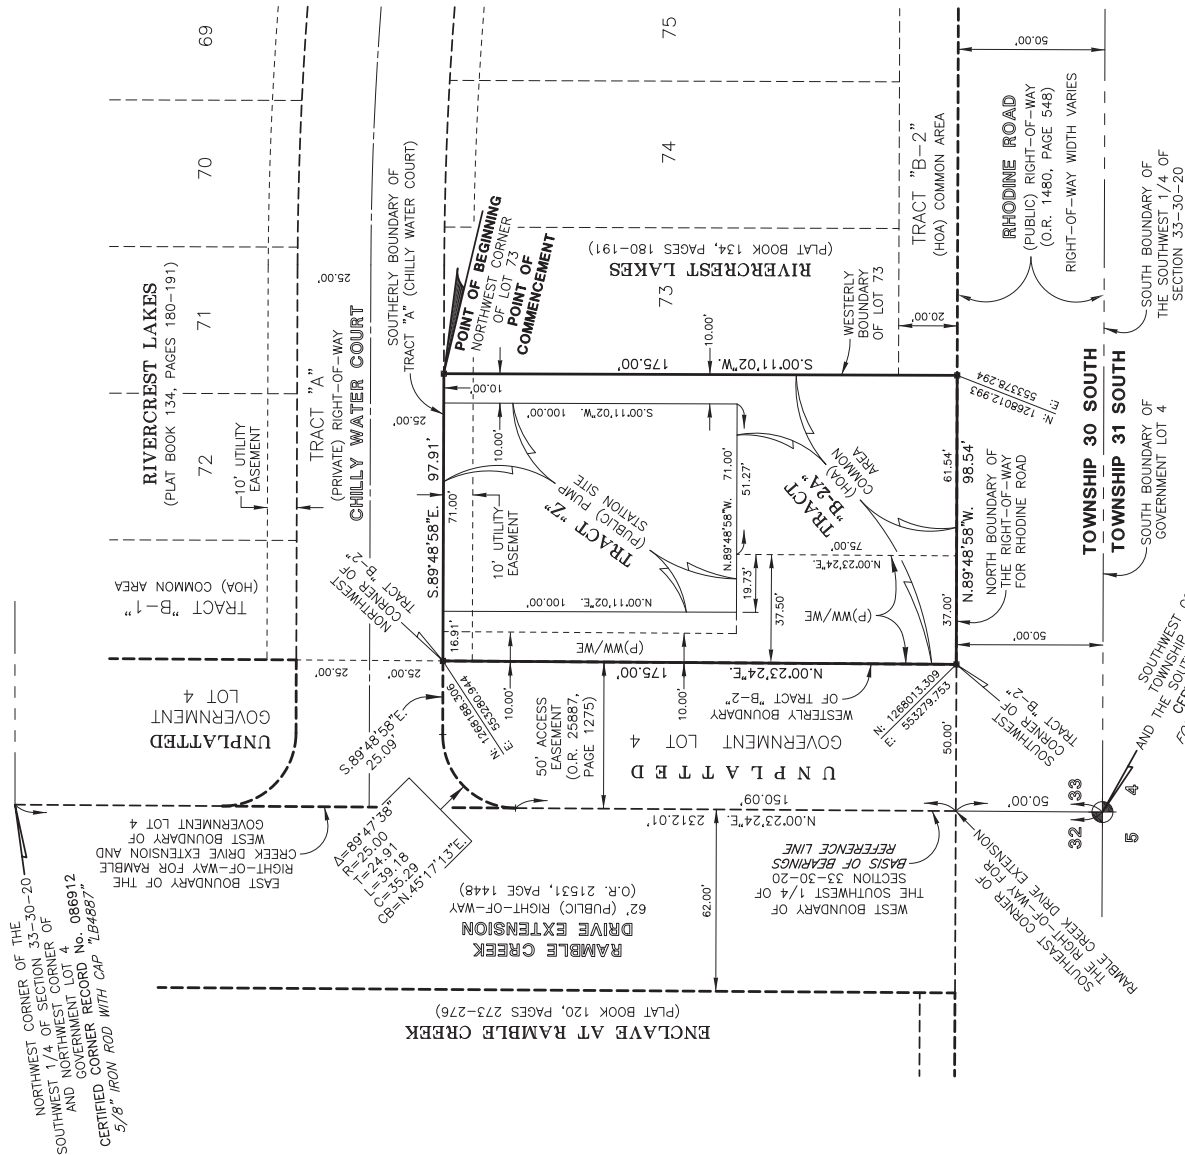 69
70
71
72
RIVERCREST LAKES
(PLAT BOOK 134, PAGES 180-191)
10' UTILITY
EASEMENT
TRACT "B-1"
(HOA) COMMON AREA
TRACT "A"
(PRIVATE) RIGHT-OF-WAY
CHILLY WATER COURT
25.00'
25.00'
SOUTHERLY BOUNDARY OF
TRACT "A" (CHILLY WATER COURT)
75
74
73
POINT OF BEGINNING
NORTHWEST CORNER
OF LOT 73
POINT OF
COMMENCEMENT
RIVERCREST LAKES
(PLAT BOOK 134, PAGES 180-191)
TRACT "B-2"
(HOA) COMMON AREA
WESTERLY
BOUNDARY
OF LOT 73
20.00'
50.00'
RHODINE ROAD
(PUBLIC) RIGHT-OF-WAY
(O.R. 1480, PAGE 548)
RIGHT-OF-WAY WIDTH VARIES
SOUTH BOUNDARY OF
THE SOUTHWEST 1/4 OF
SECTION 33-30-20
TOWNSHIP 30 SOUTH
TOWNSHIP 31 SOUTH
SOUTH BOUNDARY OF
GOVERNMENT LOT 4
N: 1268012.993
E: 553378.294
S.00°11'02"W.
175.00'
10.00'
10.00'
S.89°48'58"E.
97.91'
71.00'
16.91'
S.00°11'02"W.
100.00'
10.00'
10' UTILITY
EASEMENT
TRACT "Z"
(PUBLIC) PUMP
STATION SITE
N.00°11'02"E.
100.00'
N.89°48'58"W.
71.00'
51.27'
19.73'
37.50'
TRACT
"B-2A"
(HOA)
COMMON
AREA
N.00°23'24"E.
75.00'
(P)WW/WE
(P)WW/WE
N.89°48'58"W.
98.54'
61.54'
37.00'
NORTH BOUNDARY OF
THE RIGHT-OF-WAY
FOR RHODINE ROAD
50.00'
NORTHWEST
CORNER OF
TRACT "B-2"
N: 1268188.306
E: 553280.944
25.00'
25.00'
N.00°23'24"E.
175.00'
10.00'
10.00'
WESTERLY BOUNDARY
OF TRACT "B-2"
N: 1268013.309
E: 553279.753
SOUTHWEST
CORNER OF
TRACT "B-2"
50.00'
50' ACCESS
EASEMENT
(O.R. 25887,
PAGE 1275)
UNPLATTED
GOVERNMENT LOT 4
UNPLATTED
GOVERNMENT
LOT 4
S.89°48'58"E.
25.09'
Δ=89°47'38"
R=25.00
T=24.91
L=39.18
C=35.29
CB=N.45°17'13"E.
150.09'
N.00°23'24"E.
2312.01'
WEST BOUNDARY OF
THE SOUTHWEST 1/4 OF
SECTION 33-30-20
BASIS OF BEARINGS
REFERENCE LINE
EAST BOUNDARY OF THE
RIGHT-OF-WAY FOR RAMBLE
CREEK DRIVE EXTENSION AND
WEST BOUNDARY OF
GOVERNMENT LOT 4
RAMBLE CREEK
DRIVE EXTENSION
62' (PUBLIC) RIGHT-OF-WAY
(O.R. 21531, PAGE 1448)
62.00'
ENCLAVE AT RAMBLE CREEK
(PLAT BOOK 120, PAGES 273-276)
SOUTHEAST CORNER OF
THE RIGHT-OF-WAY FOR
RAMBLE CREEK DRIVE EXTENSION
50.00'
32
33
5
4
NORTHWEST CORNER OF THE
SOUTHWEST 1/4 OF SECTION 33-30-20
AND NORTHWEST CORNER OF
GOVERNMENT LOT 4
CERTIFIED CORNER RECORD No. 086912
5/8" IRON ROD WITH CAP "LB4887"
SOUTHWEST
TOWNSHIP
AND THE